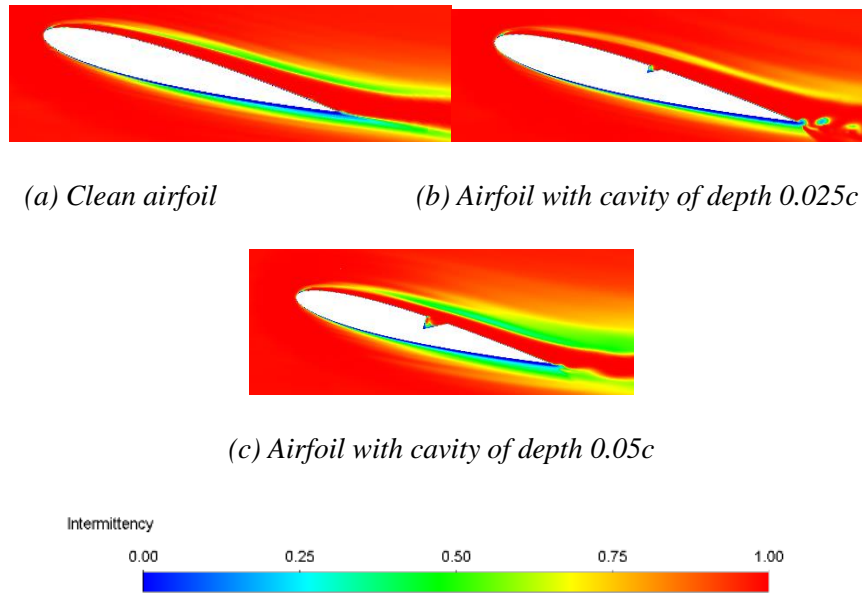 (a) Clean airfoil
(b) Airfoil with cavity of depth 0.025c
(c) Airfoil with cavity of depth 0.05c
Intermittency
0.00 0.25 0.50 0.75 1.00